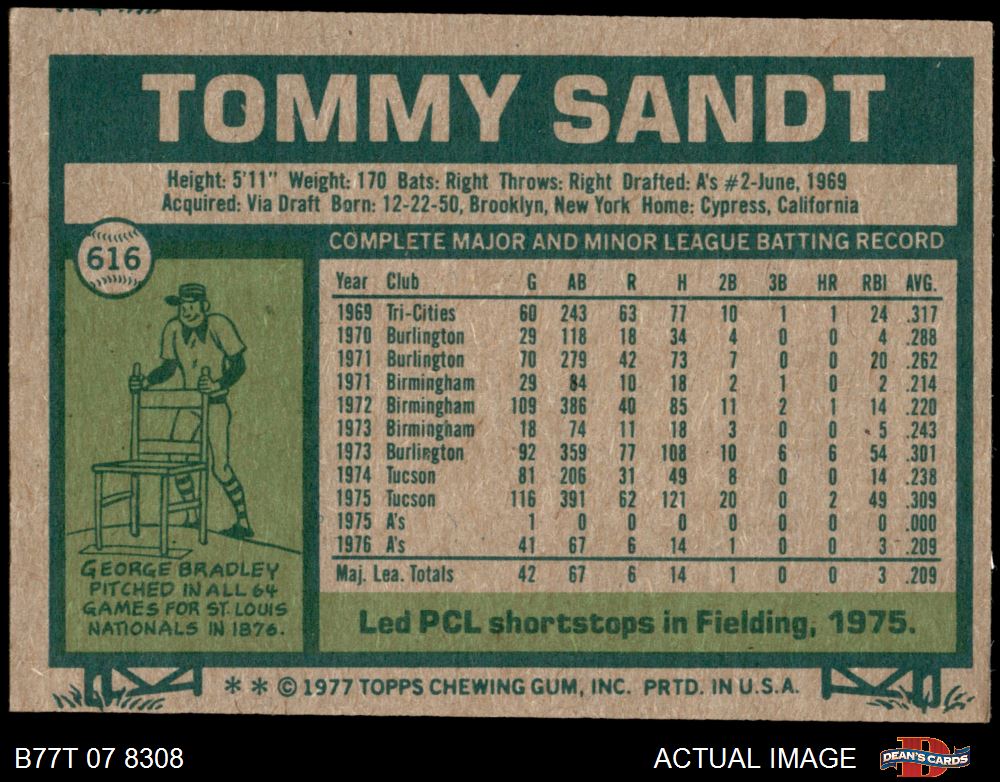 TOMMY SANDT
Height: 5'11" Weight: 170 Bats: Right Throws: Right Drafted: A's #2-June, 1969
Acquired: Via Draft Born: 12-22-50, Brooklyn, New York Home: Cypress, California
616
COMPLETE MAJOR AND MINOR LEAGUE BATTING RECORD
Year Club G AB R H 2B 3B HR RBI AVG.
1969 Tri-Cities 60 243 63 77 10 1 1 24 .317
1970 Burlington 29 118 18 34 4 0 0 4 .288
1971 Burlington 70 279 42 73 7 0 0 20 .262
1971 Birmingham 29 84 10 18 2 1 0 2 .214
1972 Birmingham 109 386 40 85 11 2 1 14 .220
1973 Birmingham 18 74 11 18 3 0 0 5 .243
1973 Burlington 92 359 77 108 10 6 6 54 .301
1974 Tucson 81 206 31 49 8 0 0 14 .238
1975 Tucson 116 391 62 121 20 0 2 49 .309
1975 A's 1 0 0 0 0 0 0 0 .000
1976 A's 41 67 6 14 1 0 0 3 .209
Maj. Lea. Totals 42 67 6 14 1 0 0 3 .209
GEORGE BRADLEY
PITCHED IN ALL 64
GAMES FOR ST. LOUIS
NATIONALS IN 1876.
Led PCL shortstops in Fielding, 1975.
* * © 1977 TOPPS CHEWING GUM, INC. PRTD. IN U.S.A.
B77T 07 8308
ACTUAL IMAGE
D
DEAN'S CARDS